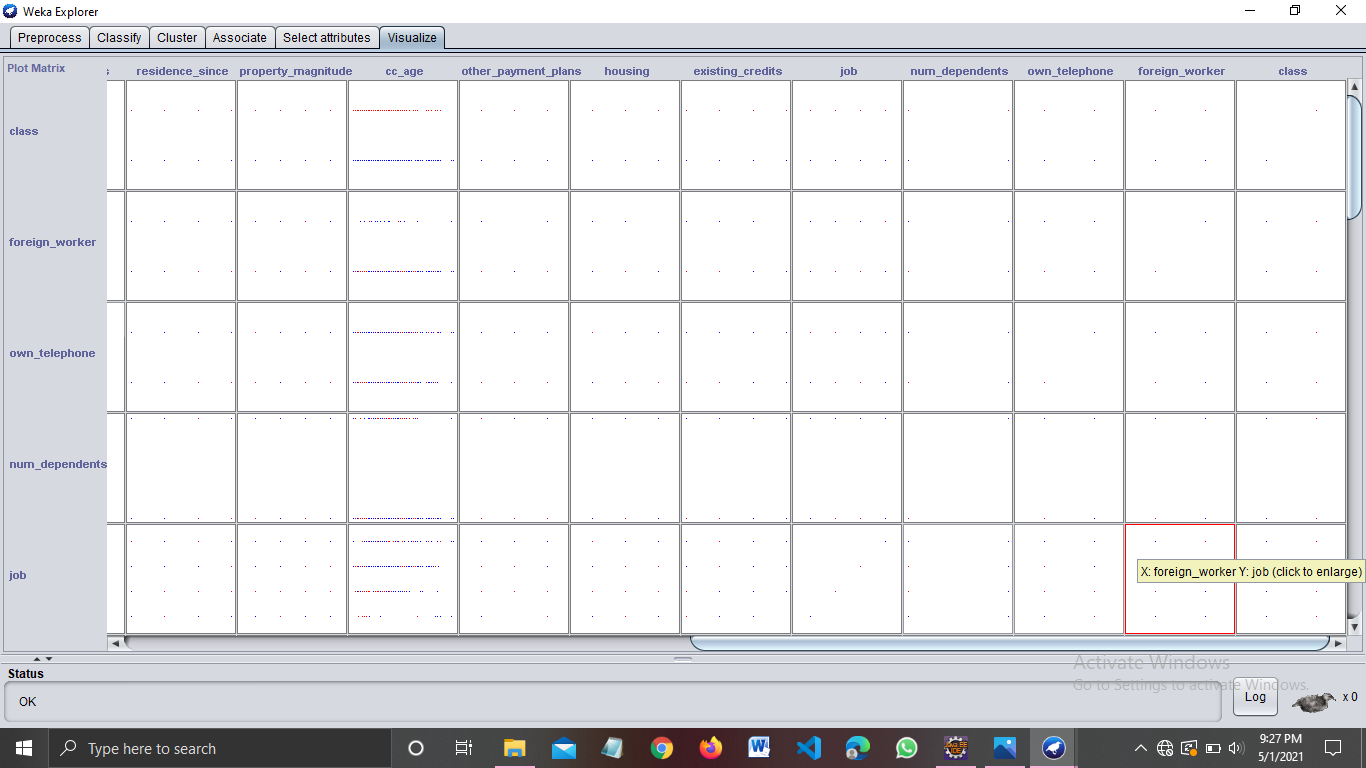 Weka Explorer
Preprocess Classify Cluster Associate Select attributes Visualize
Plot Matrix
residence_since property_magnitude cc_age other_payment_plans housing existing_credits job num_dependents own_telephone foreign_worker class
class
foreign_worker
own_telephone
num_dependents
job
X: foreign_worker Y: job (click to enlarge)
Status
OK
Log
x 0
Activate Windows
Go to Settings to activate Windows.
Type here to search
9:27 PM
5/1/2021